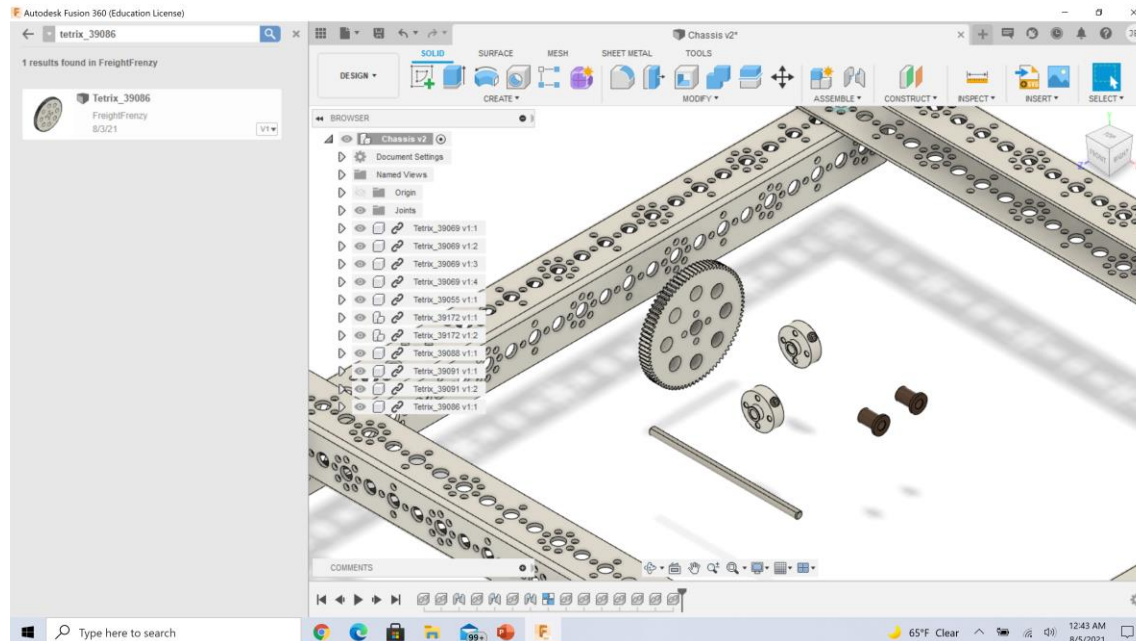 Autodesk Fusion 360 (Education License)
tetrix_39086
1 results found in FreightFrenzy
Tetrix_39086
FreightFrenzy
8/3/21
V1
Chassis v2*
SOLID SURFACE MESH SHEET METAL TOOLS
DESIGN
CREATE MODIFY ASSEMBLE CONSTRUCT INSPECT INSERT SELECT
BROWSER
Chassis v2
Document Settings
Named Views
Origin
Joints
Tetrix_39069 v1:1
Tetrix_39069 v1:2
Tetrix_39069 v1:3
Tetrix_39069 v1:4
Tetrix_39055 v1:1
Tetrix_39172 v1:1
Tetrix_39172 v1:2
Tetrix_39088 v1:1
Tetrix_39091 v1:1
Tetrix_39091 v1:2
Tetrix_39086 v1:1
TOP
FRONT RIGHT
COMMENTS
Type here to search
99+
65°F Clear
12:43 AM
8/5/2021